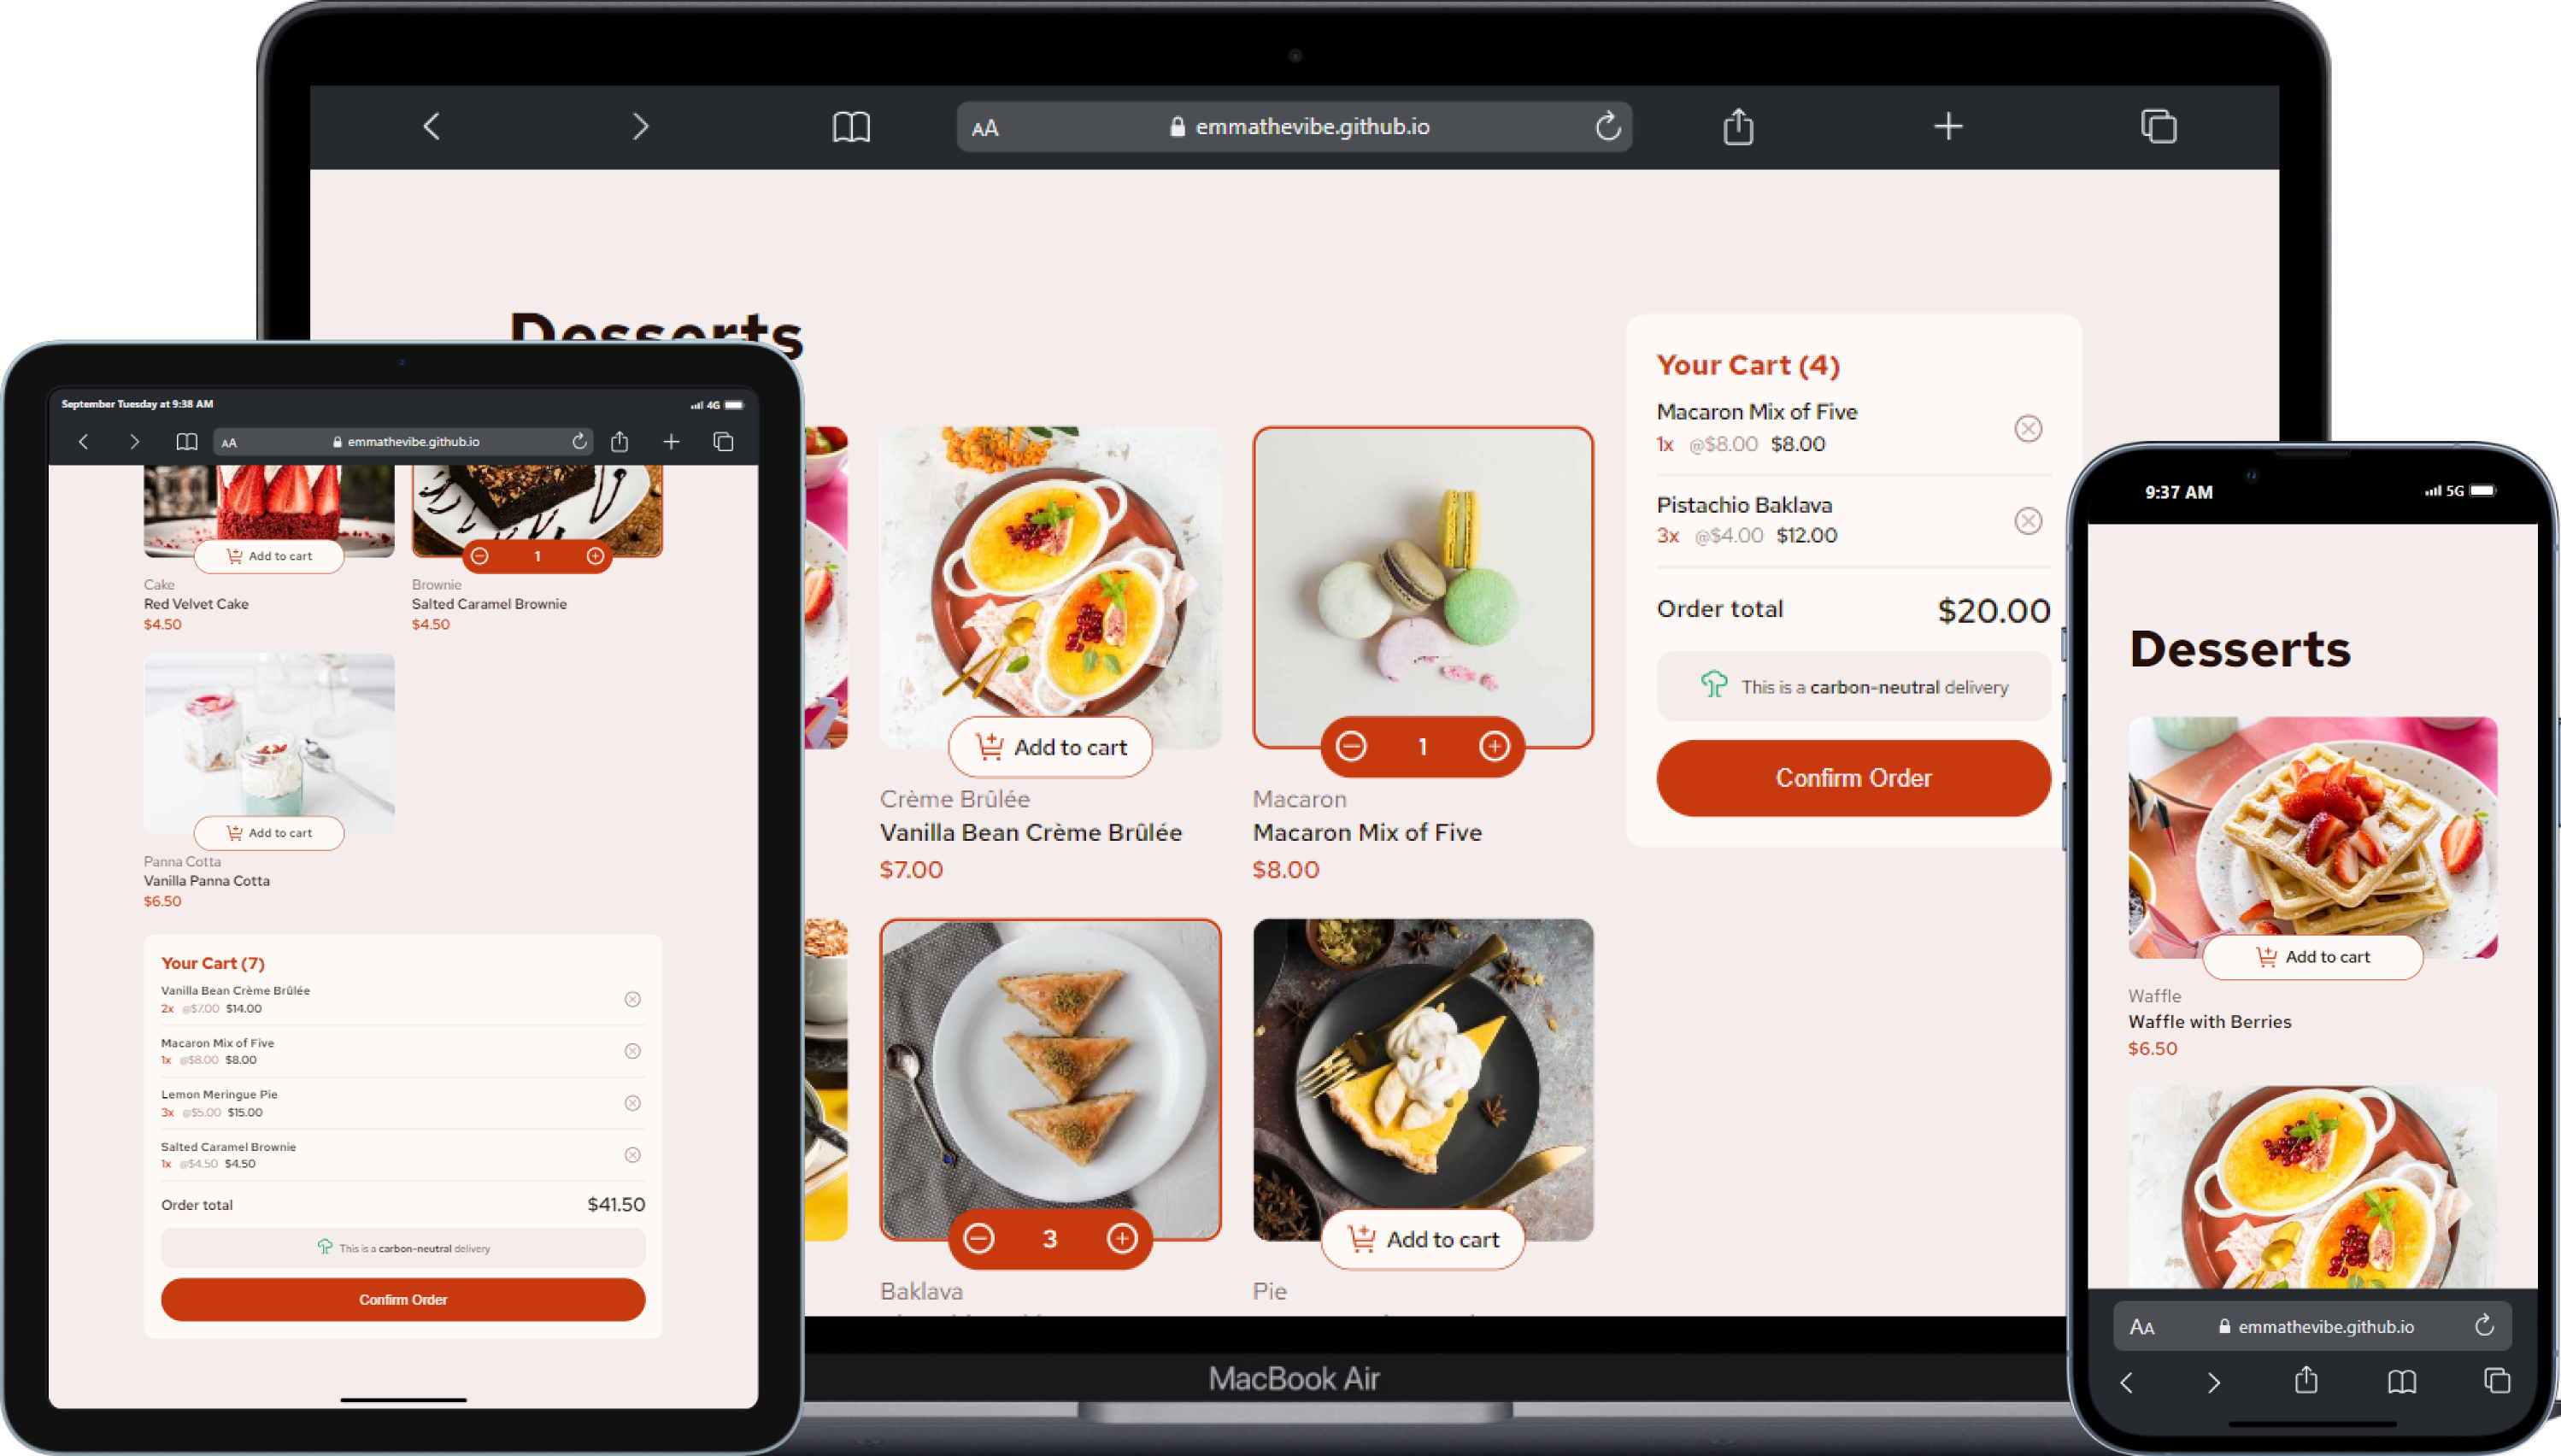 AA emmathevibe.github.io
Desserts
Your Cart (4)
Macaron Mix of Five
1x @$8.00 $8.00
Pistachio Baklava
3x @$4.00 $12.00
Order total $20.00
This is a carbon-neutral delivery
Confirm Order
Add to cart
1
Crème Brûlée
Vanilla Bean Crème Brûlée
$7.00
Macaron
Macaron Mix of Five
$8.00
3
Add to cart
Baklava
Pie
MacBook Air
September Tuesday at 9:38 AM 4G
AA emmathevibe.github.io
Add to cart
1
Cake
Red Velvet Cake
$4.50
Brownie
Salted Caramel Brownie
$4.50
Add to cart
Panna Cotta
Vanilla Panna Cotta
$6.50
Your Cart (7)
Vanilla Bean Crème Brûlée
2x @$7.00 $14.00
Macaron Mix of Five
1x @$8.00 $8.00
Lemon Meringue Pie
3x @$5.00 $15.00
Salted Caramel Brownie
1x @$4.50 $4.50
Order total $41.50
This is a carbon-neutral delivery
Confirm Order
9:37 AM 5G
Desserts
Add to cart
Waffle
Waffle with Berries
$6.50
AA emmathevibe.github.io